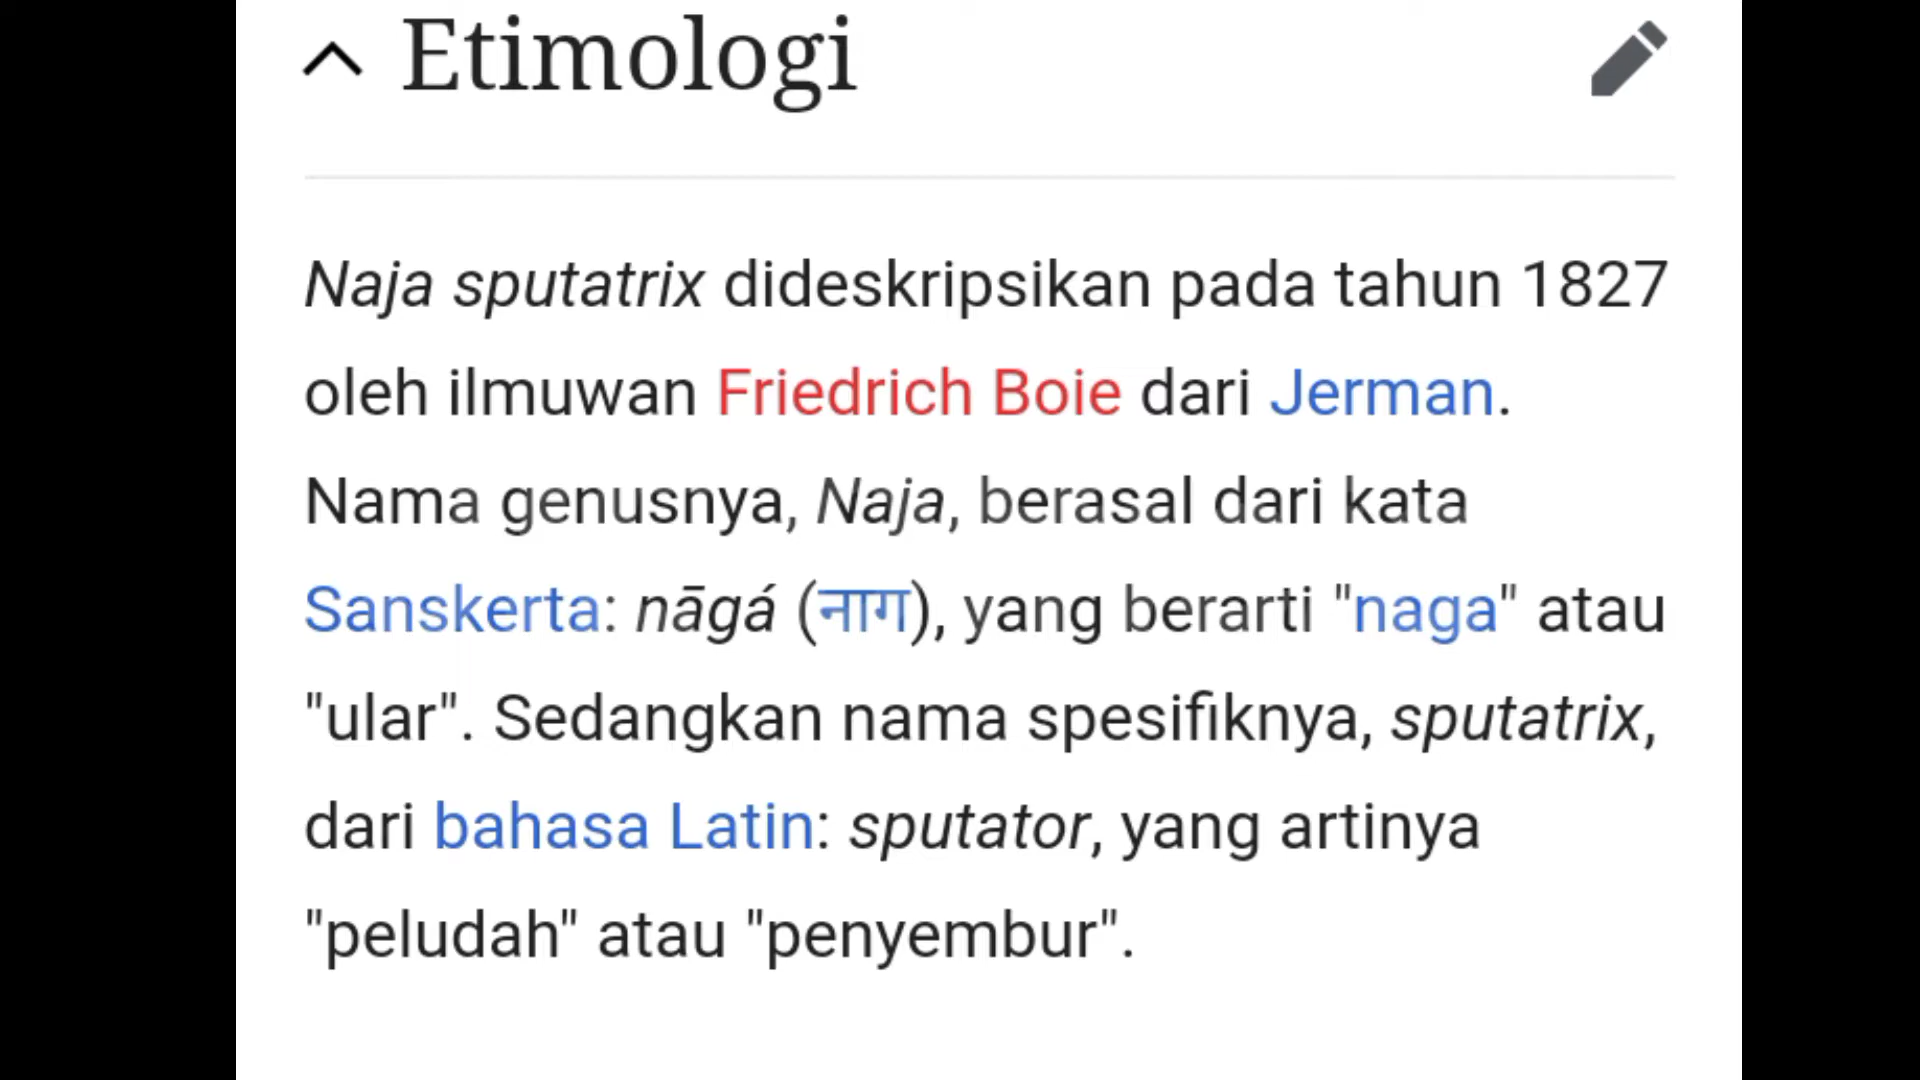 Etimologi
Naja sputatrix dideskripsikan pada tahun 1827
oleh ilmuwan Friedrich Boie dari Jerman.
Nama genusnya, Naja, berasal dari kata
Sanskerta: nāgá (नाग), yang berarti "naga" atau
"ular". Sedangkan nama spesifiknya, sputatrix,
dari bahasa Latin: sputator, yang artinya
"peludah" atau "penyembur".